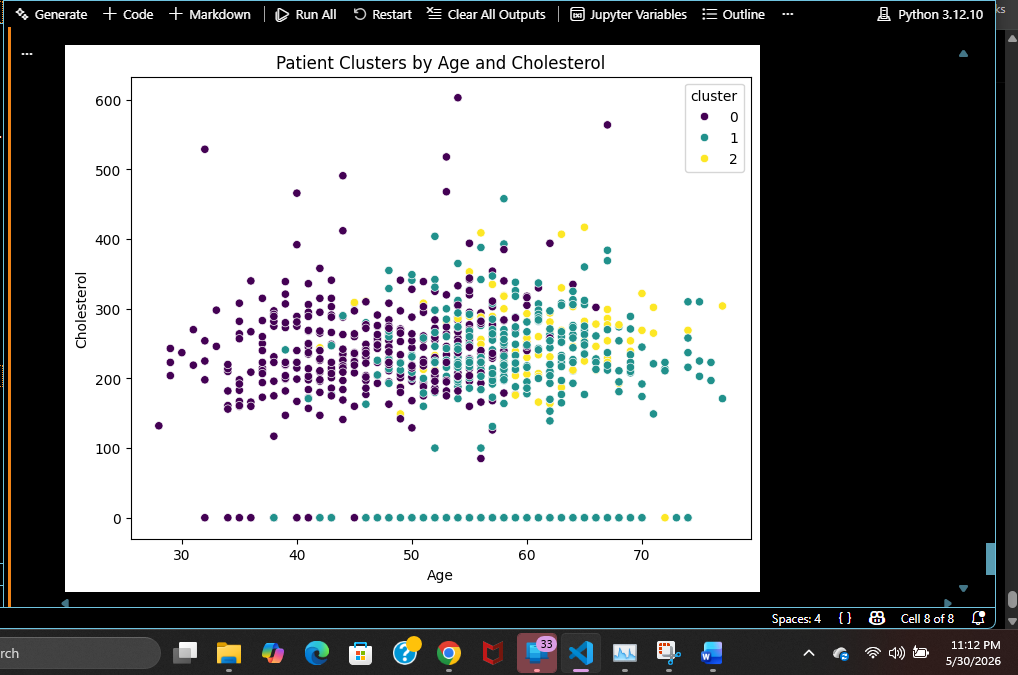 Generate + Code + Markdown Run All Restart Clear All Outputs Jupyter Variables Outline ... Python 3.12.10
ks
...
Patient Clusters by Age and Cholesterol
cluster
0
1
2
600
500
400
300
200
100
0
Cholesterol
30 40 50 60 70
Age
Spaces: 4 { } Cell 8 of 8
rch
33
11:12 PM
5/30/2026